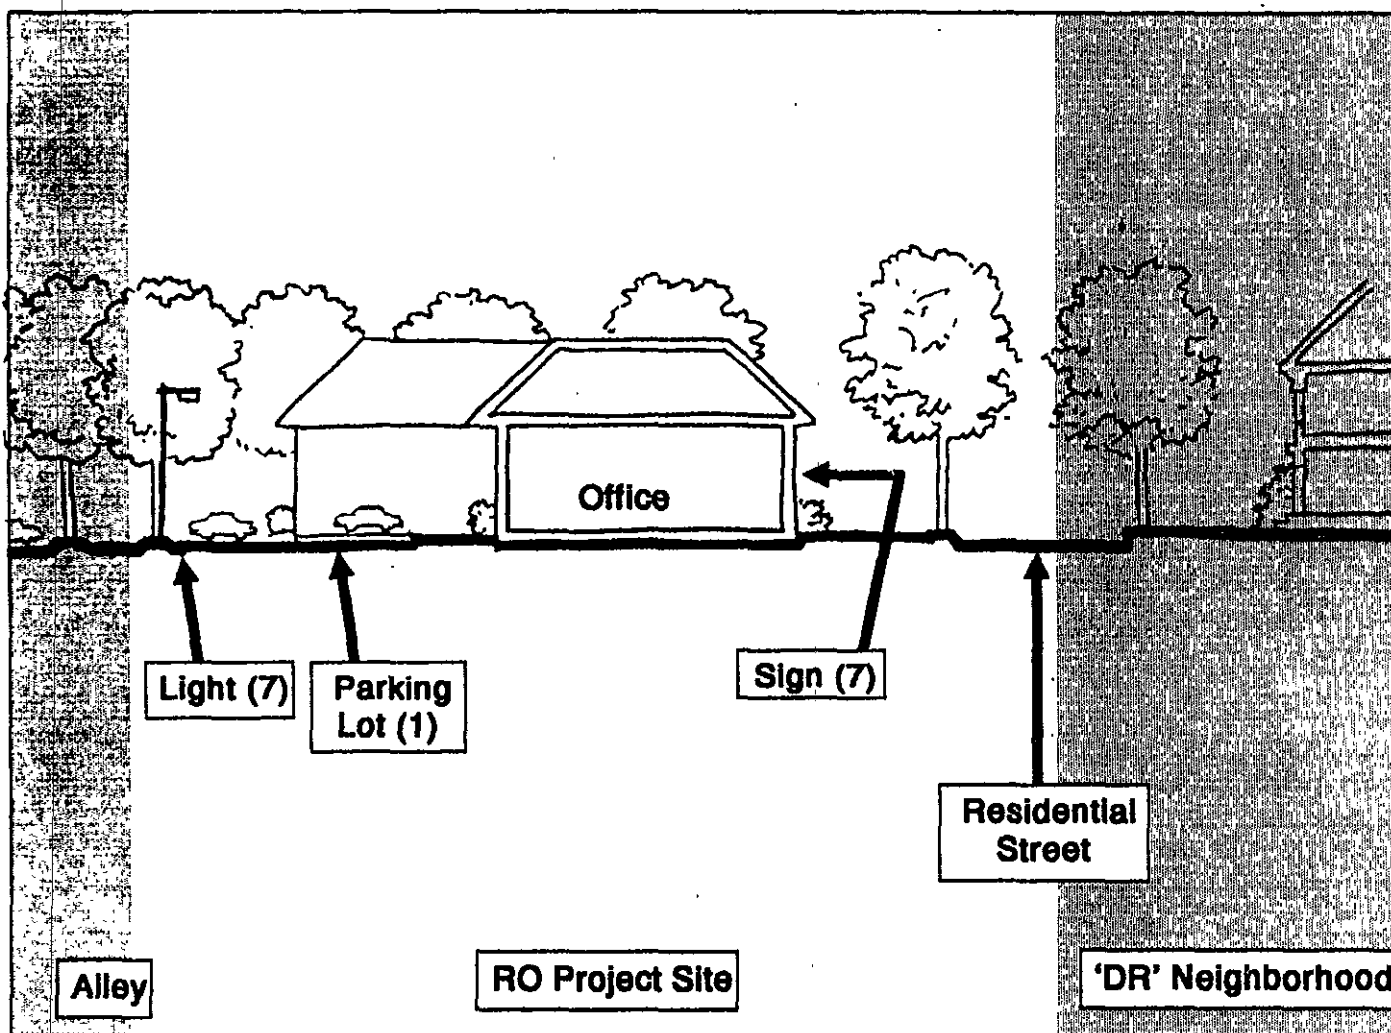 Office
Light (7)
Parking
Lot (1)
Sign (7)
Residential
Street
Alley
RO Project Site
‘DR’ Neighborhood